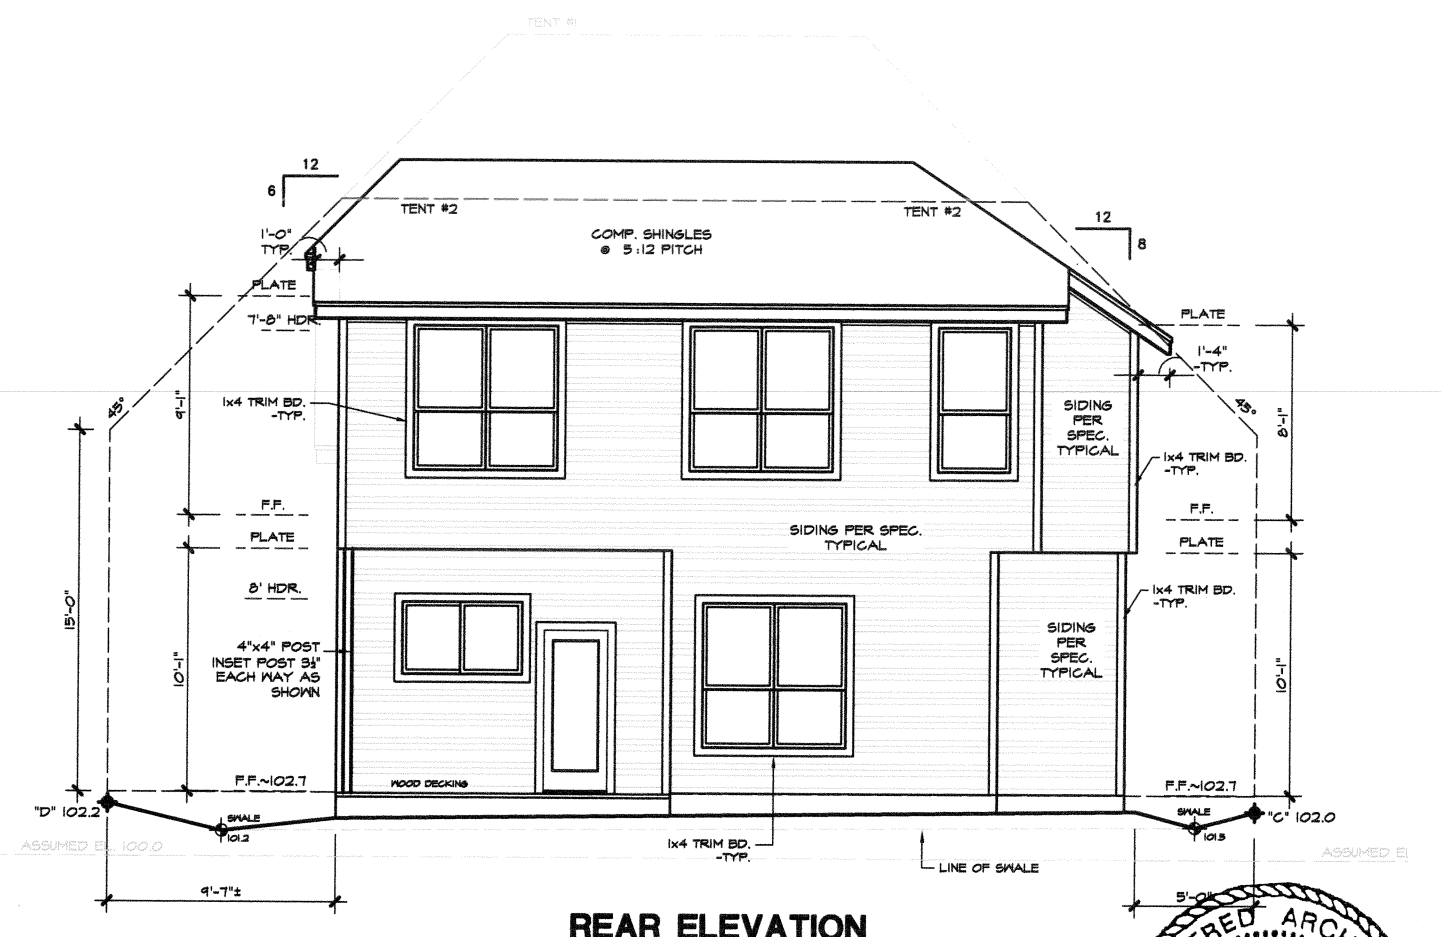 TENT #1
12
6
TENT #2
TENT #2
12
8
1'-0"
TYP.
COMP. SHINGLES
@ 5:12 PITCH
PLATE
7'-8" HDR.
PLATE
1'-4"
-TYP.
45°
9'-1"
1x4 TRIM BD.
-TYP.
SIDING
PER
SPEC.
TYPICAL
45°
8'-1"
1x4 TRIM BD.
-TYP.
F.F.
PLATE
SIDING PER SPEC.
TYPICAL
F.F.
PLATE
8' HDR.
15'-0"
10'-1"
4"x4" POST
INSET POST 3½"
EACH WAY AS
SHOWN
1x4 TRIM BD.
-TYP.
SIDING
PER
SPEC.
TYPICAL
10'-1"
F.F.~102.7
WOOD DECKING
F.F.~102.7
"D" 102.2
SWALE
101.2
SWALE
101.5
"C" 102.0
ASSUMED EL. 100.0
1x4 TRIM BD.
-TYP.
LINE OF SWALE
ASSUMED El
9'-7"±
5'-0"
REAR ELEVATION